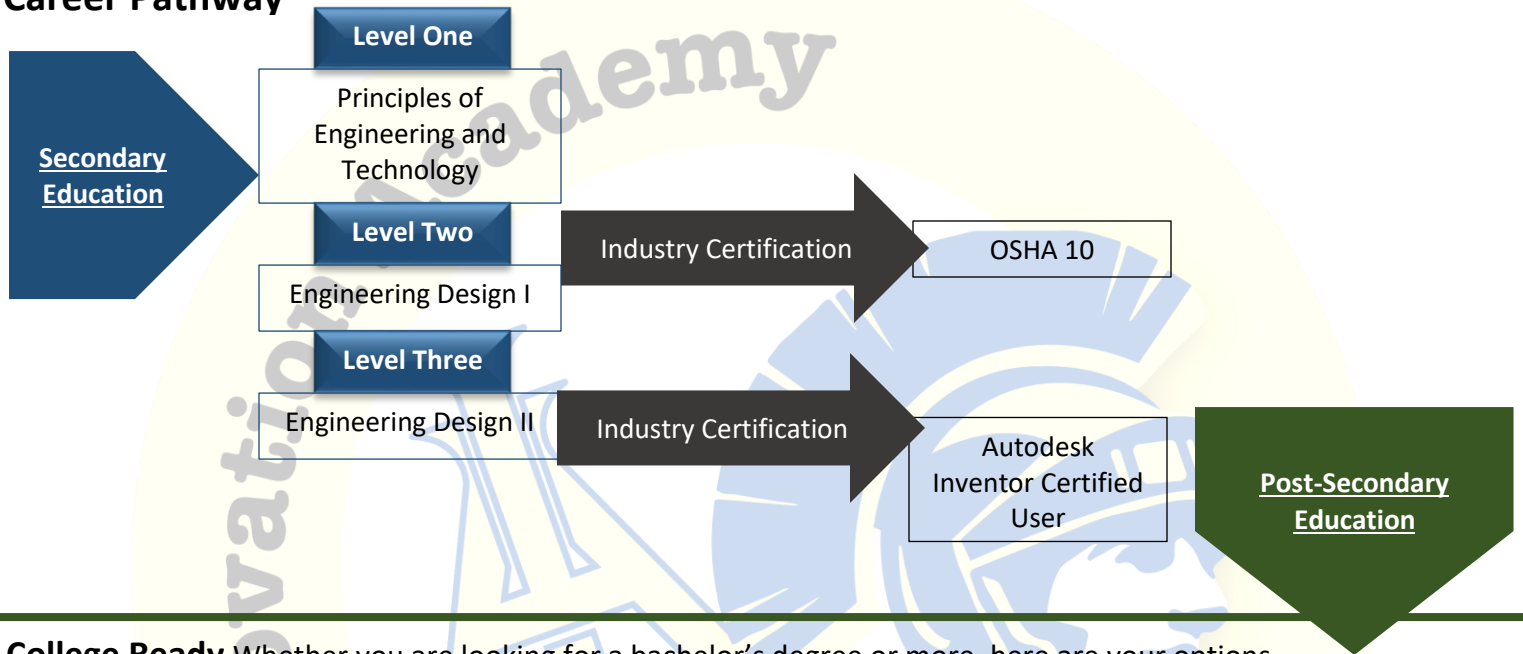 Career Pathway
Level One
Principles of
Engineering and
Technology
Secondary
Education
Level Two
Engineering Design I
Industry Certification
OSHA 10
Level Three
Engineering Design II
Industry Certification
Autodesk
Inventor Certified
User
Post-Secondary
Education
ovation Academy
College Ready Whether you are looking for a bachelor's degree or more, here are your options